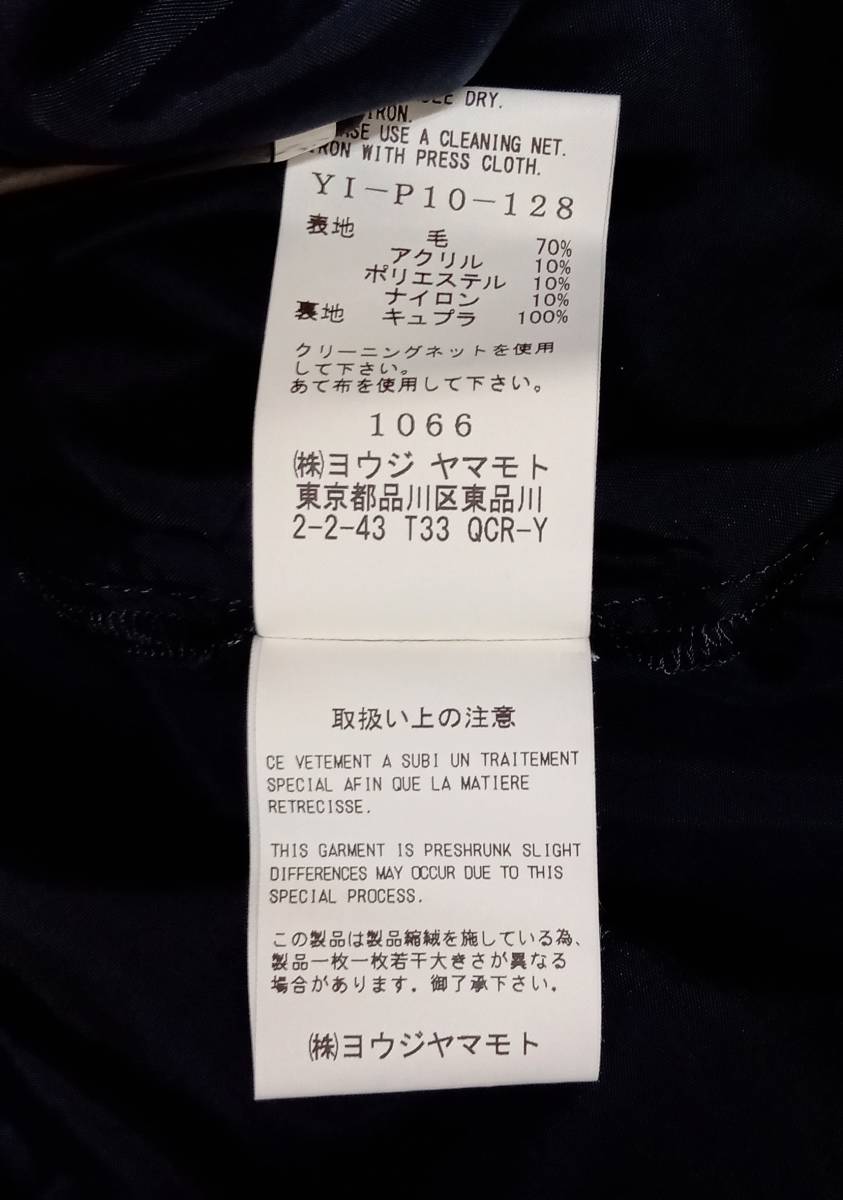 DRY.
IRON.
USE A CLEANING NET.
IRON WITH PRESS CLOTH.
YI-P10-128
表地 毛 70%
アクリル 10%
ポリエステル 10%
ナイロン 10%
裏地 キュプラ 100%
クリーニングネットを使用
して下さい。
あて布を使用して下さい。
1066
㈱ヨウジ ヤマモト
東京都品川区東品川
2-2-43 T33 QCR-Y
取扱い上の注意
CE VETEMENT A SUBI UN TRAITEMENT
SPECIAL AFIN QUE LA MATIERE
RETRECISSE.
THIS GARMENT IS PRESHRUNK SLIGHT
DIFFERENCES MAY OCCUR DUE TO THIS
SPECIAL PROCESS.
この製品は製品縮絨を施している為、
製品一枚一枚若干大きさが異なる
場合があります。御了承下さい。
㈱ヨウジヤマモト